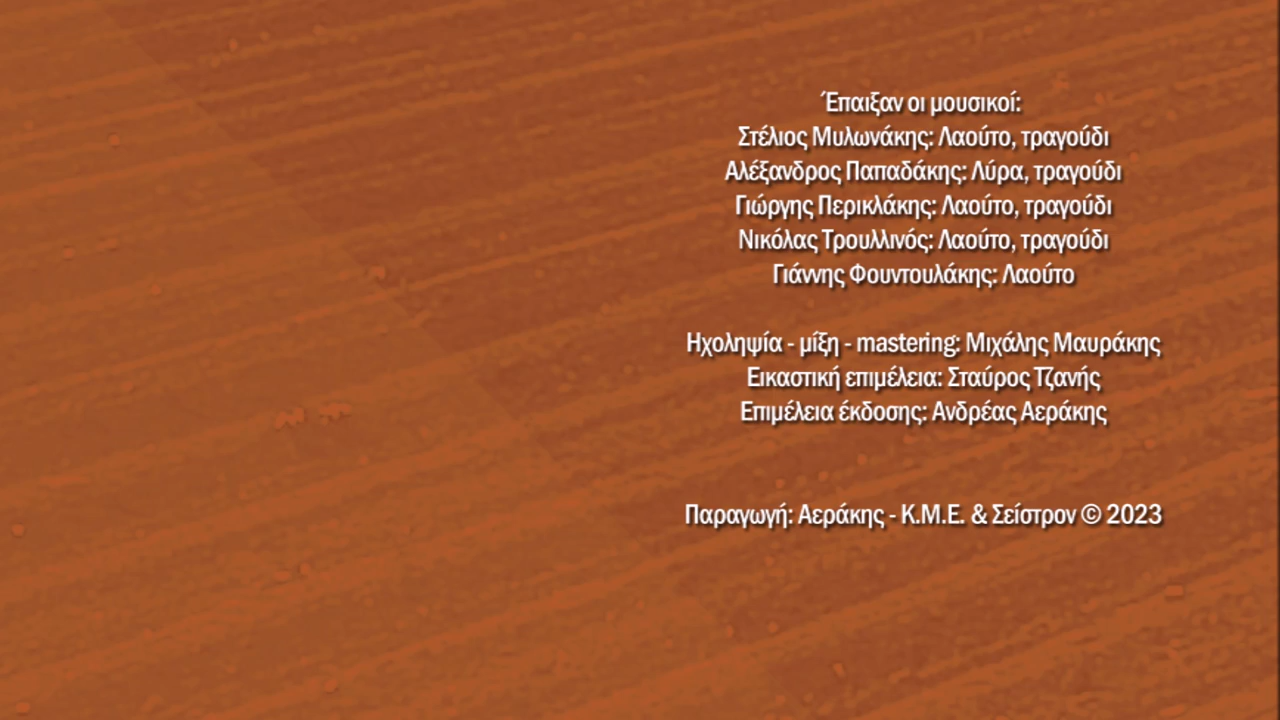 Έπαιξαν οι μουσικοί:
Στέλιος Μυλωνάκης: Λαούτο, τραγούδι
Αλέξανδρος Παπαδάκης: Λύρα, τραγούδι
Γιώργης Περικλάκης: Λαούτο, τραγούδι
Νικόλας Τρουλλινός: Λαούτο, τραγούδι
Γιάννης Φουντουλάκης: Λαούτο
Ηχοληψία - μίξη - mastering: Μιχάλης Μαυράκης
Εικαστική επιμέλεια: Σταύρος Τζανής
Επιμέλεια έκδοσης: Ανδρέας Αεράκης
Παραγωγή: Αεράκης - Κ.Μ.Ε. & Σείστρον © 2023